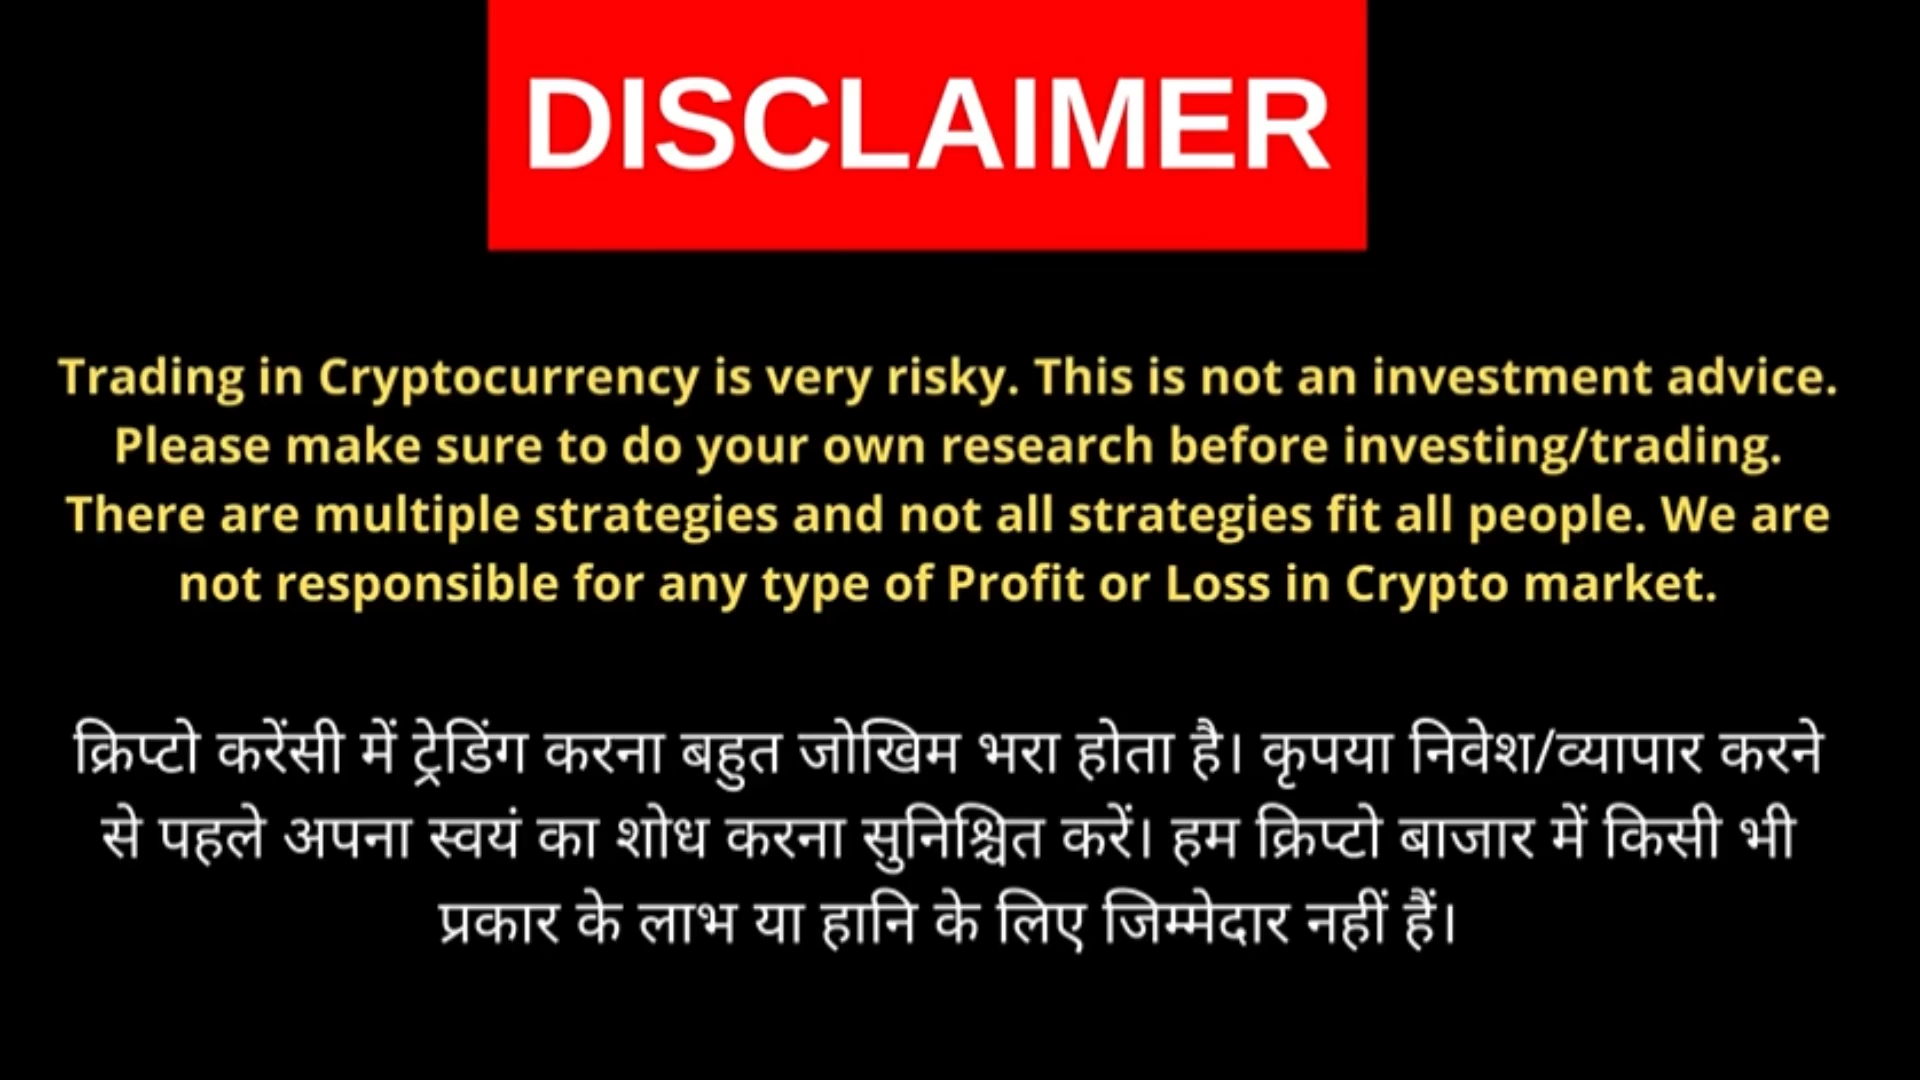 DISCLAIMER
Trading in Cryptocurrency is very risky. This is not an investment advice.
Please make sure to do your own research before investing/trading.
There are multiple strategies and not all strategies fit all people. We are
not responsible for any type of Profit or Loss in Crypto market.
क्रिप्टो करेंसी में ट्रेडिंग करना बहुत जोखिम भरा होता है। कृपया निवेश/व्यापार करने
से पहले अपना स्वयं का शोध करना सुनिश्चित करें। हम क्रिप्टो बाजार में किसी भी
प्रकार के लाभ या हानि के लिए जिम्मेदार नहीं हैं।